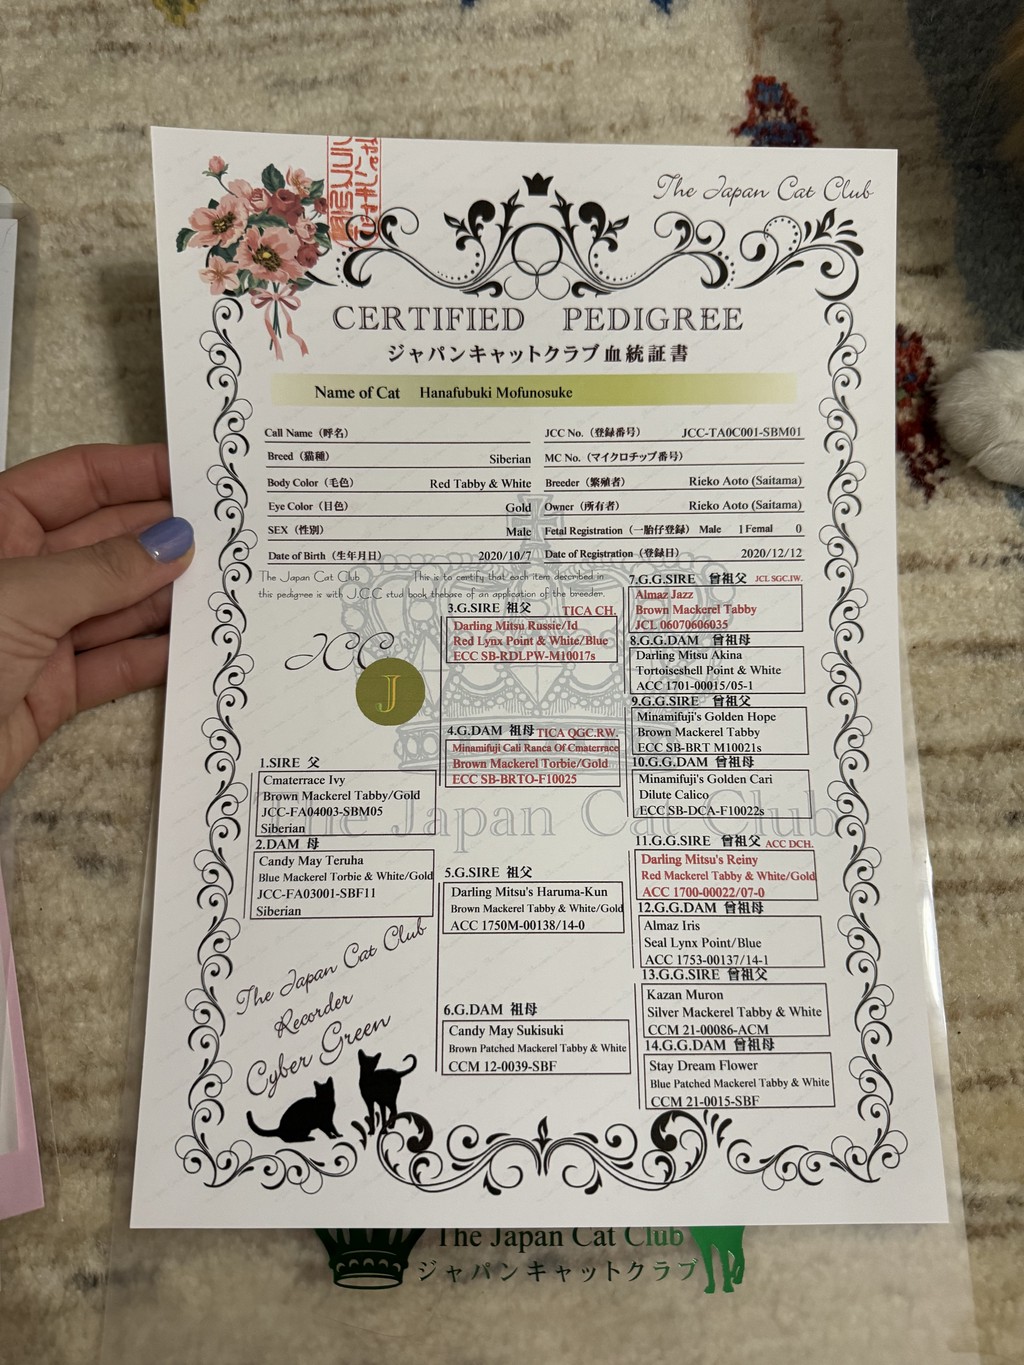 The Japan Cat Club
CERTIFIED PEDIGREE
ジャパンキャットクラブ血統証書
Name of Cat Hanafubuki Mofunosuke
Call Name（呼名）
JCC No.（登録番号） JCC-TA0C001-SBM01
Breed（猫種） Siberian
MC No.（マイクロチップ番号）
Body Color（毛色） Red Tabby & White
Breeder（繁殖者） Rieko Aoto (Saitama)
Eye Color（目色） Gold
Owner（所有者） Rieko Aoto (Saitama)
SEX（性別） Male
Fetal Registration（一胎仔登録） Male 1 Femal 0
Date of Birth（生年月日） 2020/10/7
Date of Registration（登録日） 2020/12/12
The Japan Cat Club This is to certify that each item described in
this pedigree is with J.C.C stud book thebase of an application of the breeder.
JCC
J
1.SIRE 父
Cmaterrace Ivy
Brown Mackerel Tabby/Gold
JCC-FA04003-SBM05
Siberian
2.DAM 母
Candy May Teruha
Blue Mackerel Torbie & White/Gold
JCC-FA03001-SBF11
Siberian
3.G.SIRE 祖父 TICA CH.
Darling Mitsu Russie/Id
Red Lynx Point & White/Blue
ECC SB-RDLPW-M10017s
4.G.DAM 祖母 TICA QGC.RW.
Minamifuji Cali Ranca Of Cmaterrace
Brown Mackerel Torbie/Gold
ECC SB-BRTO-F10025
5.G.SIRE 祖父
Darling Mitsu's Haruma-Kun
Brown Mackerel Tabby & White/Gold
ACC 1750M-00138/14-0
6.G.DAM 祖母
Candy May Sukisuki
Brown Patched Mackerel Tabby & White
CCM 12-0039-SBF
7.G.G.SIRE 曾祖父 JCL SGC.IW.
Almaz Jazz
Brown Mackerel Tabby
JCL 06070606035
8.G.G.DAM 曾祖母
Darling Mitsu Akina
Tortoiseshell Point & White
ACC 1701-00015/05-1
9.G.G.SIRE 曾祖父
Minamifuji's Golden Hope
Brown Mackerel Tabby
ECC SB-BRT M10021s
10.G.G.DAM 曾祖母
Minamifuji's Golden Cari
Dilute Calico
ECC SB-DCA-F10022s
11.G.G.SIRE 曾祖父 ACC DCH.
Darling Mitsu's Reiny
Red Mackerel Tabby & White/Gold
ACC 1700-00022/07-0
12.G.G.DAM 曾祖母
Almaz Iris
Seal Lynx Point/Blue
ACC 1753-00137/14-1
13.G.G.SIRE 曾祖父
Kazan Muron
Silver Mackerel Tabby & White
CCM 21-00086-ACM
14.G.G.DAM 曾祖母
Stay Dream Flower
Blue Patched Mackerel Tabby & White
CCM 21-0015-SBF
The Japan Cat Club
The Japan Cat Club
Recorder
Cyber Green
The Japan Cat Club
ジャパンキャットクラブ